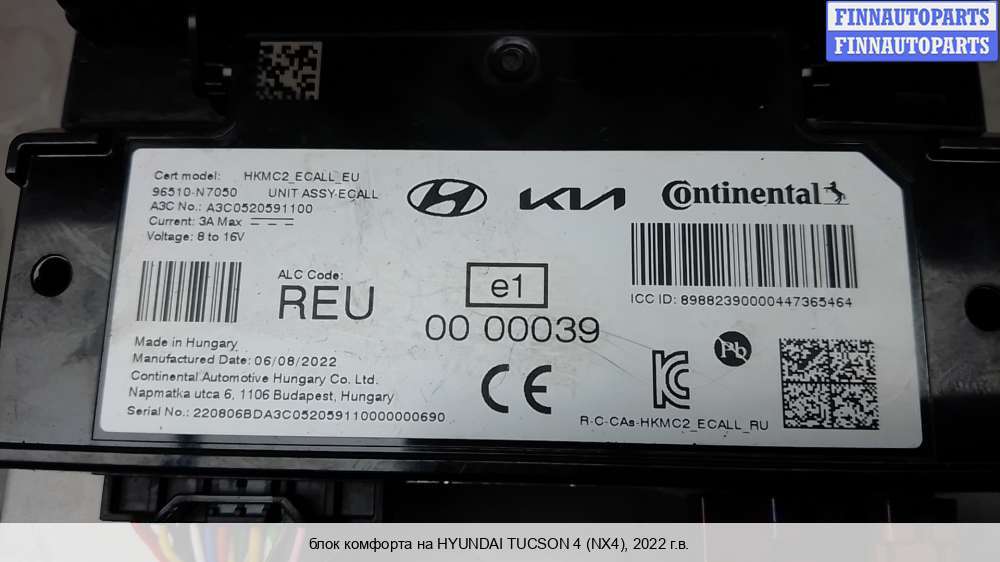 FINNAUTOPARTS
FINNAUTOPARTS
Cert model: HKMC2_ECALL_EU
96510-N7050 UNIT ASSY-ECALL
A3C No.: A3C0520591100
Current: 3A Max
Voltage: 8 to 16V
KIA
Continental
ICC ID: 89882390000447365464
ALC Code:
REU
e1
00 00039
Made in Hungary
Manufactured Date: 06/08/2022
Continental Automotive Hungary Co. Ltd.
Napmatka utca 6, 1106 Budapest, Hungary
Serial No.: 220806BDA3C052059110000000690
CE
Pb
R-C-CAs-HKMC2_ECALL_RU
блок комфорта на HYUNDAI TUCSON 4 (NX4), 2022 г.в.